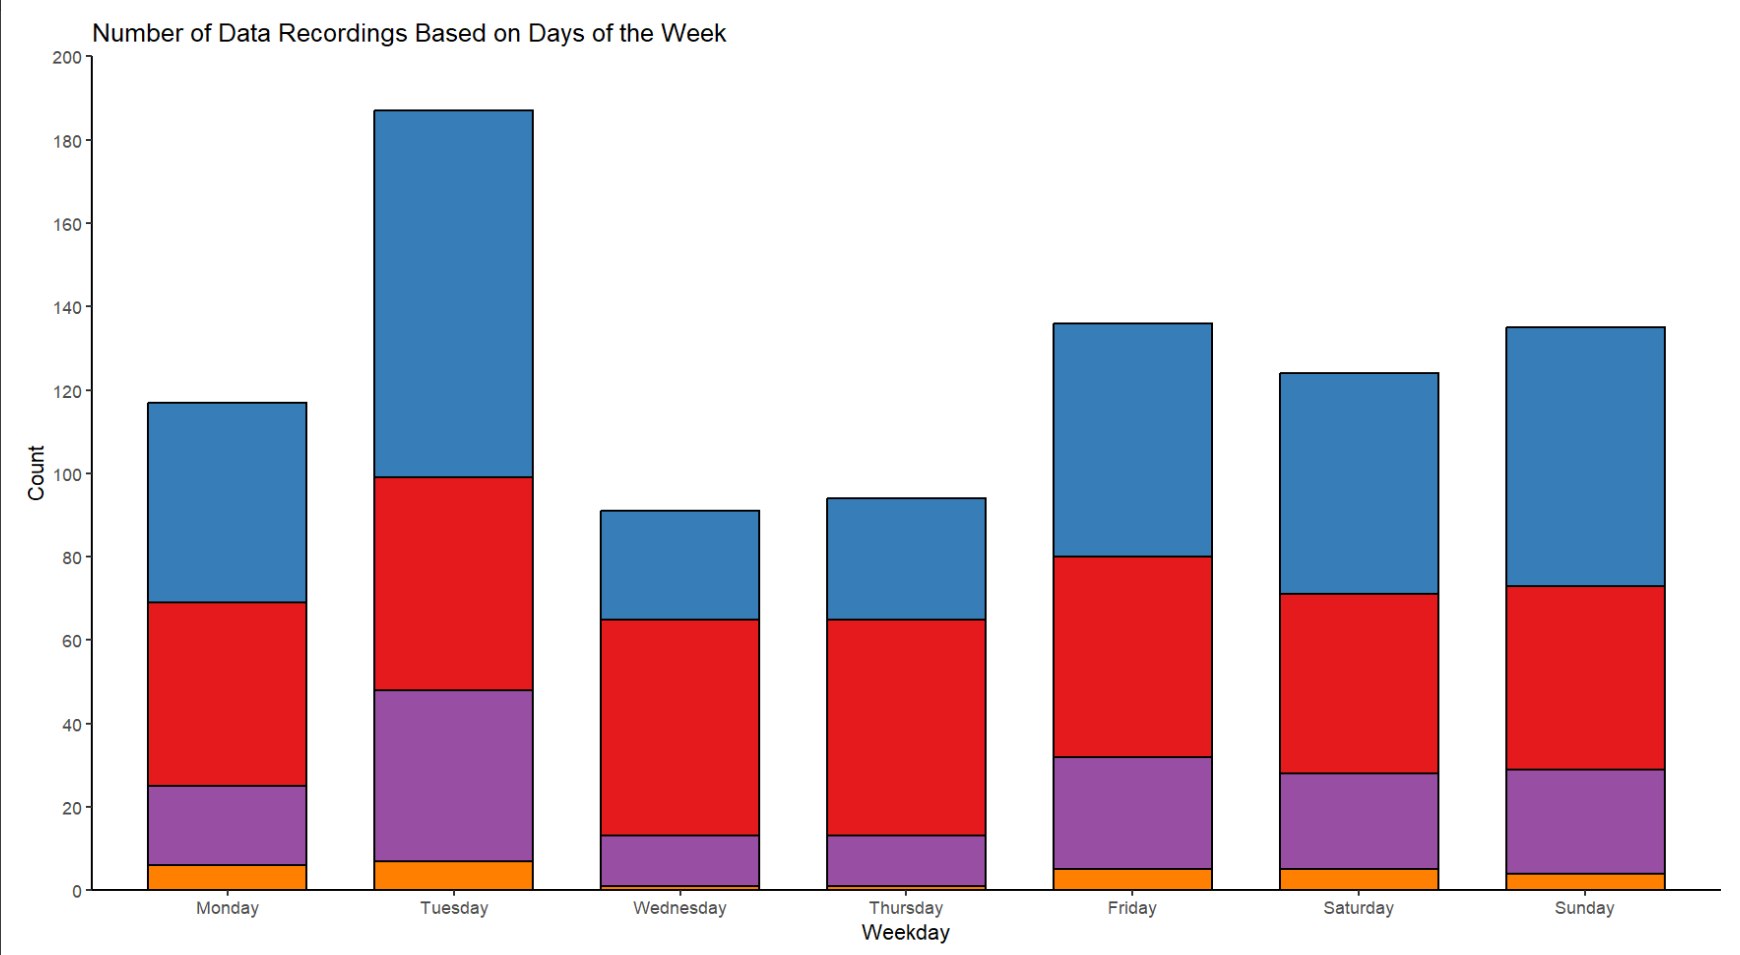 Number of Data Recordings Based on Days of the Week
200
180
160
140
120
100
80
60
40
20
0
Count
Monday Tuesday Wednesday Thursday Friday Saturday Sunday
Weekday